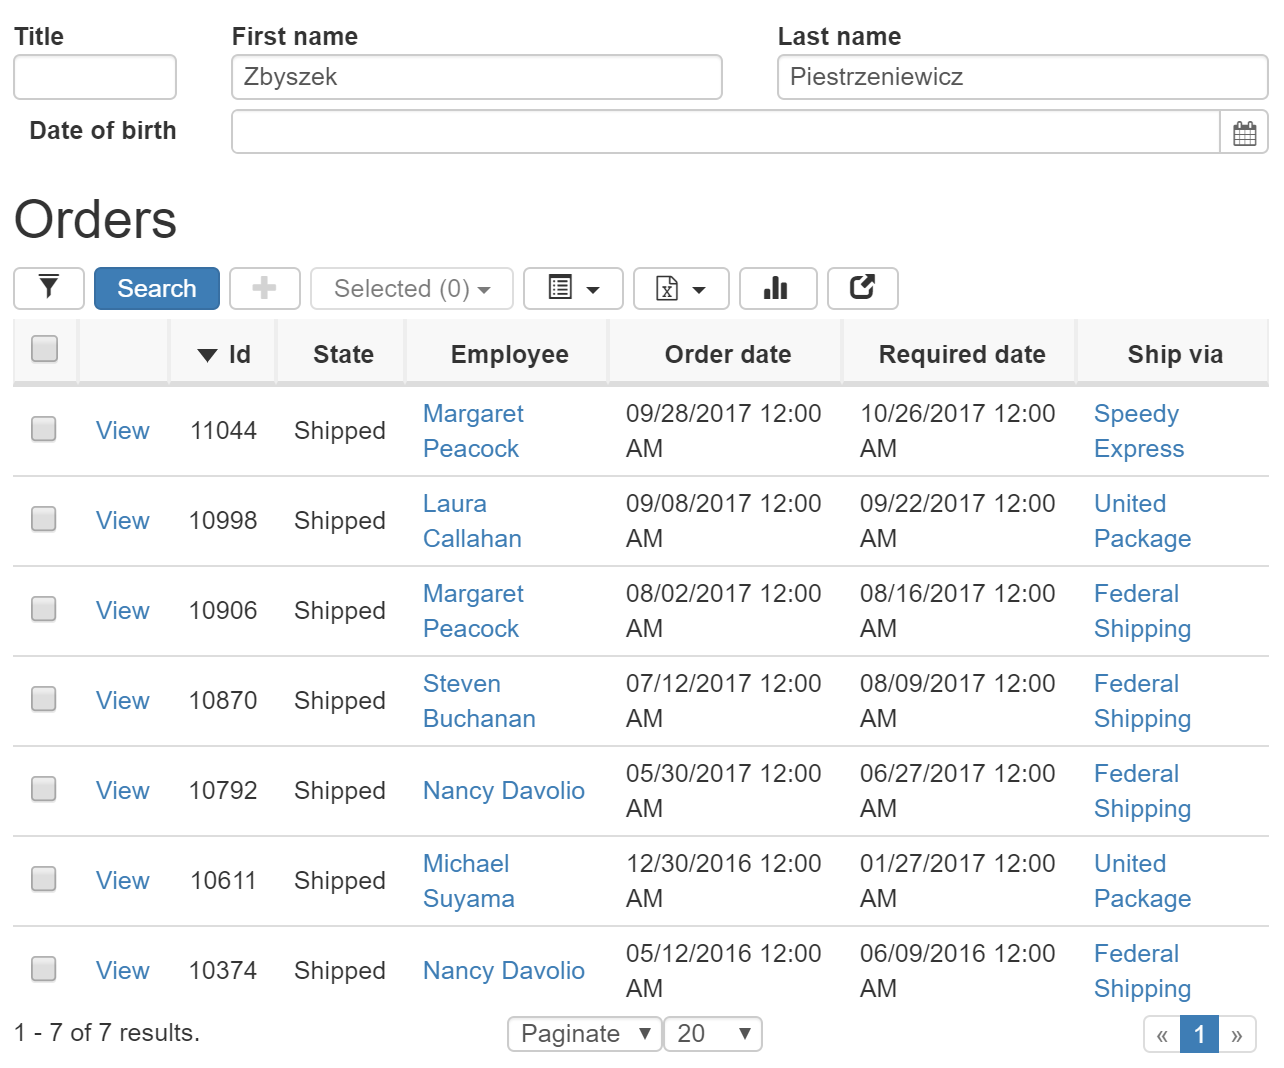 Title First name Last name
Zbyszek Piestrzeniewicz
Date of birth
Orders
Search Selected (0)
Id State Employee Order date Required date Ship via
View 11044 Shipped Margaret Peacock 09/28/2017 12:00 AM 10/26/2017 12:00 AM Speedy Express
View 10998 Shipped Laura Callahan 09/08/2017 12:00 AM 09/22/2017 12:00 AM United Package
View 10906 Shipped Margaret Peacock 08/02/2017 12:00 AM 08/16/2017 12:00 AM Federal Shipping
View 10870 Shipped Steven Buchanan 07/12/2017 12:00 AM 08/09/2017 12:00 AM Federal Shipping
View 10792 Shipped Nancy Davolio 05/30/2017 12:00 AM 06/27/2017 12:00 AM Federal Shipping
View 10611 Shipped Michael Suyama 12/30/2016 12:00 AM 01/27/2017 12:00 AM United Package
View 10374 Shipped Nancy Davolio 05/12/2016 12:00 AM 06/09/2016 12:00 AM Federal Shipping
1 - 7 of 7 results. Paginate 20 « 1 »